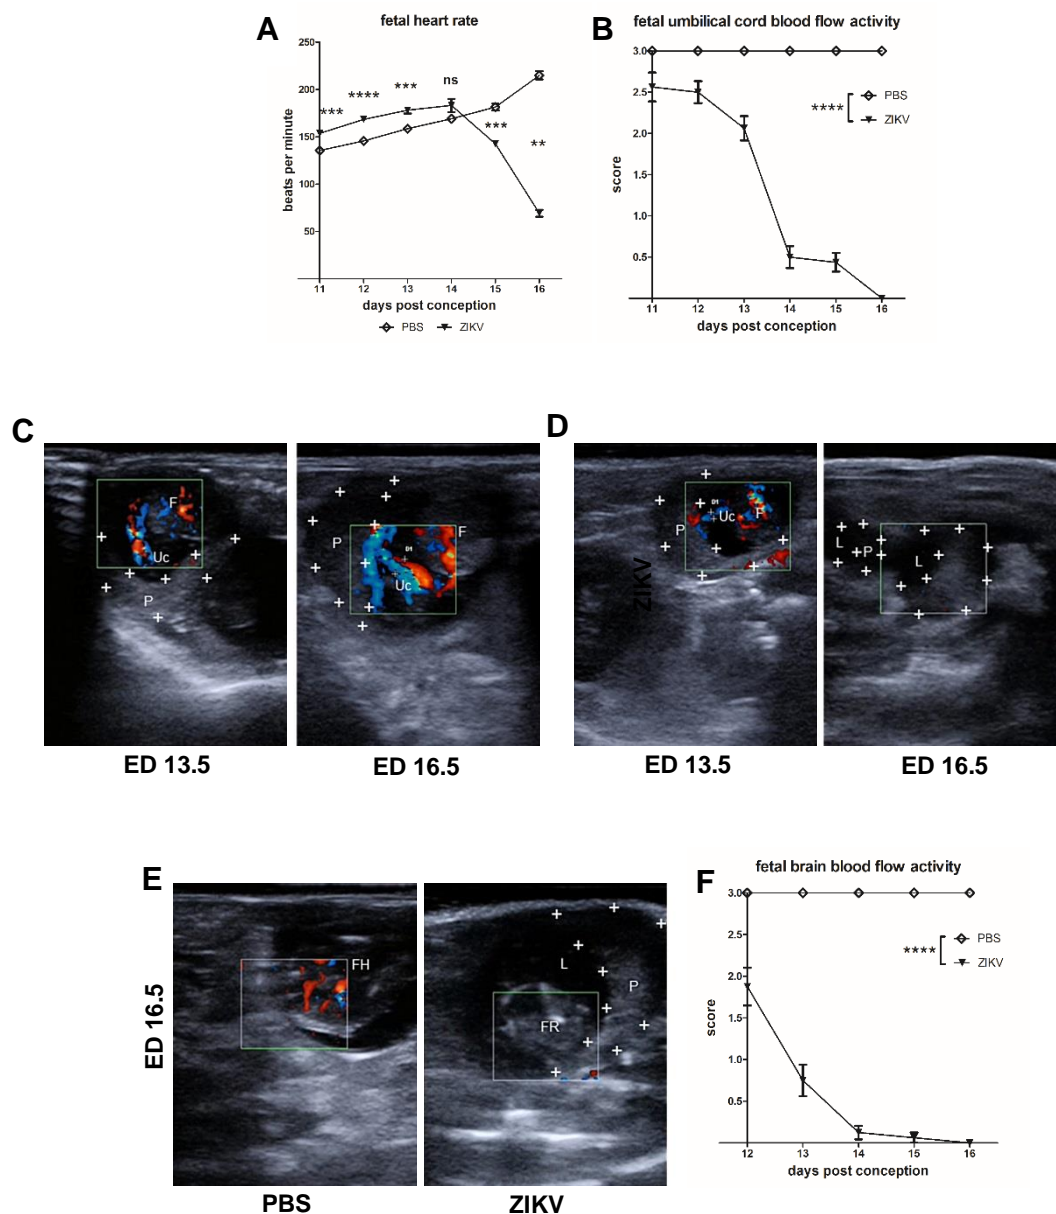 A
fetal heart rate
250
200
150
100
50
***
****
***
ns
***
**
beats per minute
11 12 13 14 15 16
days post conception
PBS ZIKV
B
fetal umbilical cord blood flow activity
3.0
2.5
2.0
1.5
1.0
0.5
score
**** PBS
ZIKV
11 12 13 14 15 16
days post conception
C
F
Uc
P
ED 13.5
P
F
D1
Uc
ED 16.5
D
ZIKV
P
D1
Uc
F
ED 13.5
L
P
L
ED 16.5
E
ED 16.5
FH
PBS
L
P
FR
ZIKV
F
fetal brain blood flow activity
3.0
2.5
2.0
1.5
1.0
0.5
score
**** PBS
ZIKV
12 13 14 15 16
days post conception